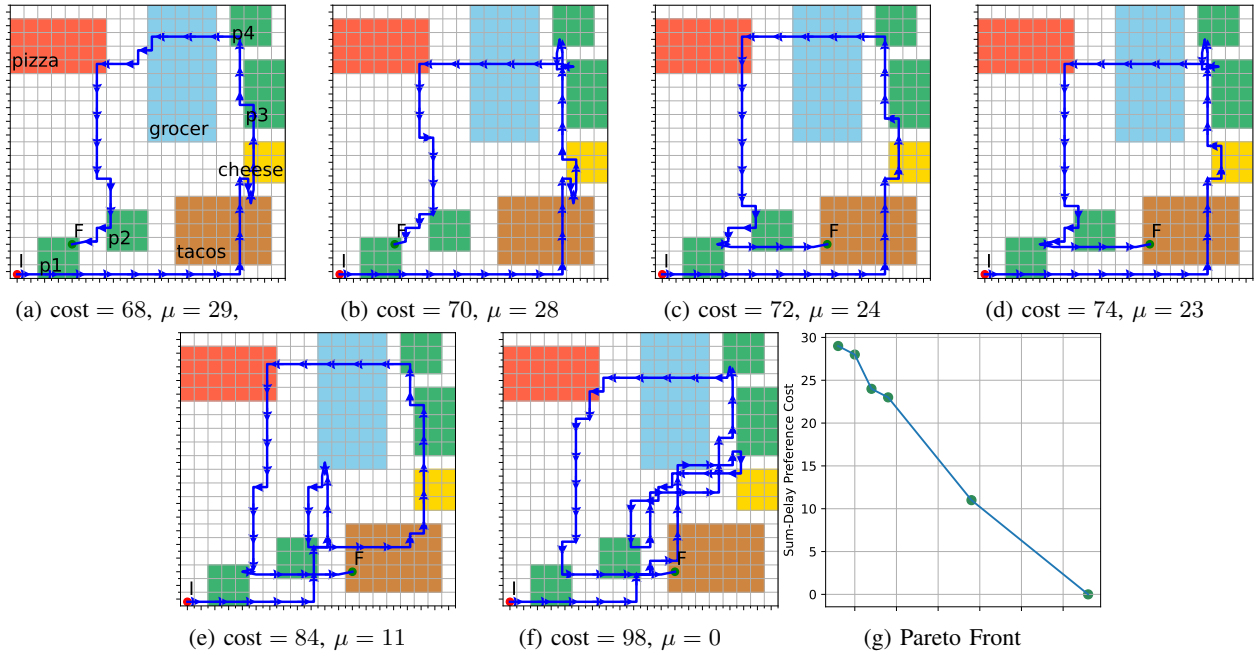 p4
pizza
p3
grocer
cheese
F
p2
tacos
I
p1
F
I
F
I
F
I
(a) cost = 68, μ = 29,
(b) cost = 70, μ = 28
(c) cost = 72, μ = 24
(d) cost = 74, μ = 23
F
I
F
I
Sum-Delay Preference Cost
30
25
20
15
10
5
0
(e) cost = 84, μ = 11
(f) cost = 98, μ = 0
(g) Pareto Front